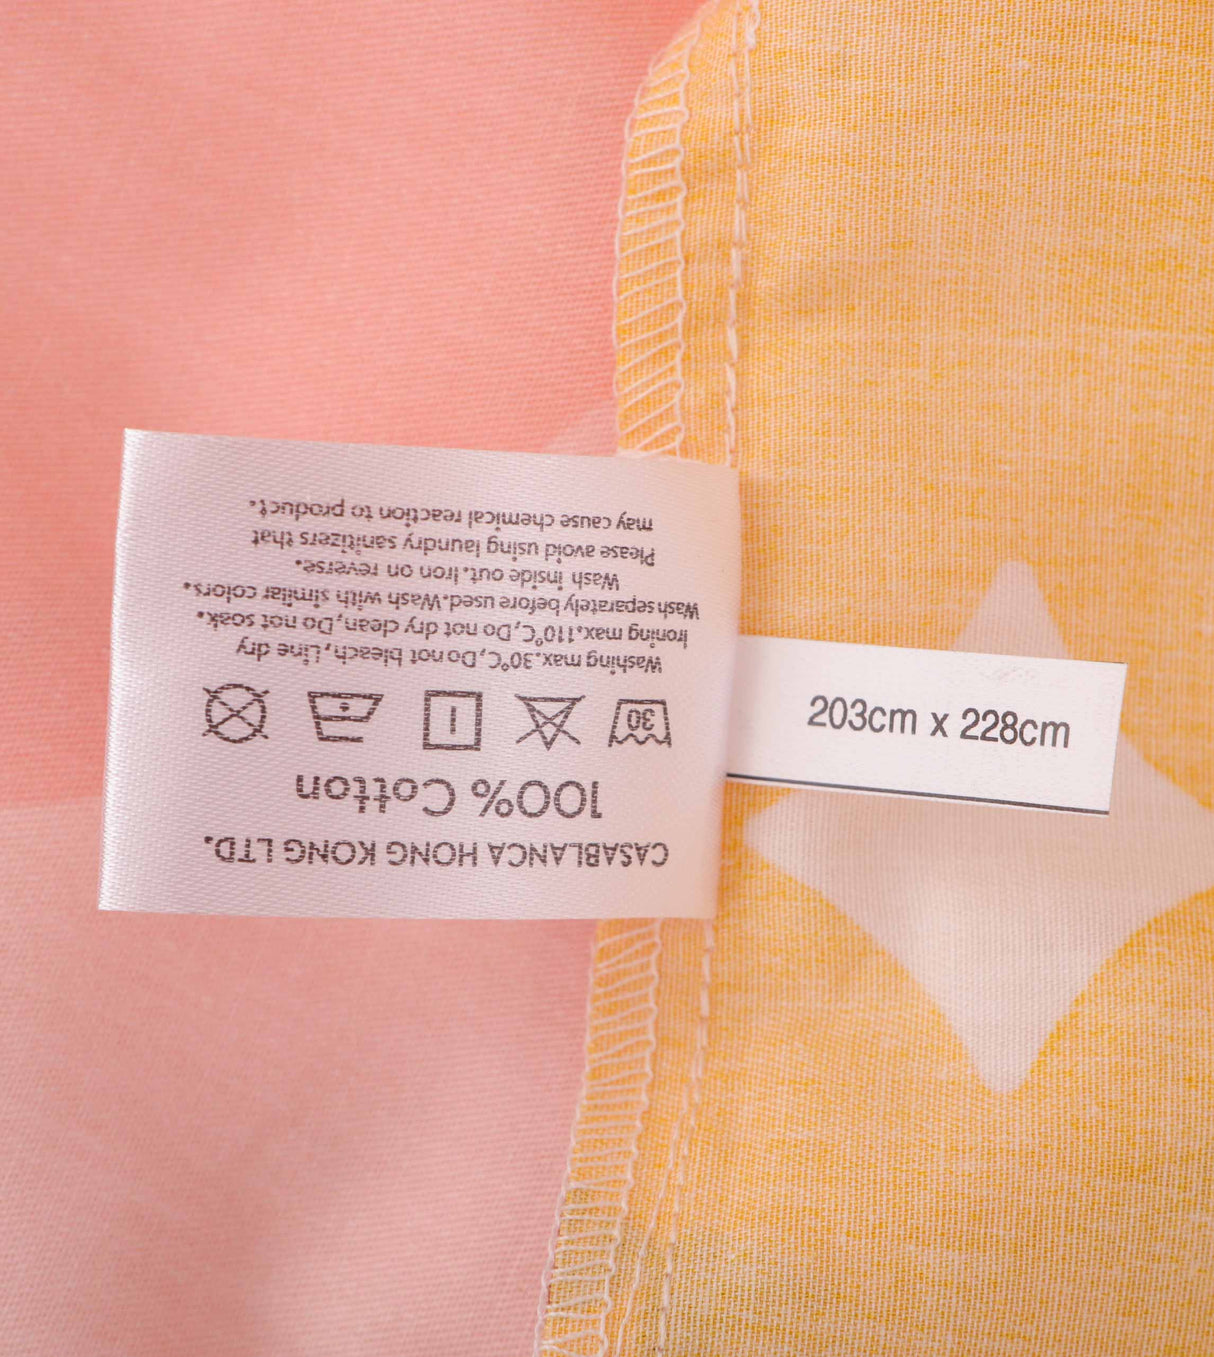 CASABLANCA HONG KONG LTD.
100% Cotton
30
Washing max.30°C,Do not bleach,Line dry
Ironing max.110°C,Do not dry clean,Do not soak.
Wash separately before used.Wash with similar colors.
Wash inside out.Iron on reverse.
Please avoid using laundry sanitizers that
may cause chemical reaction to product.
203cm x 228cm